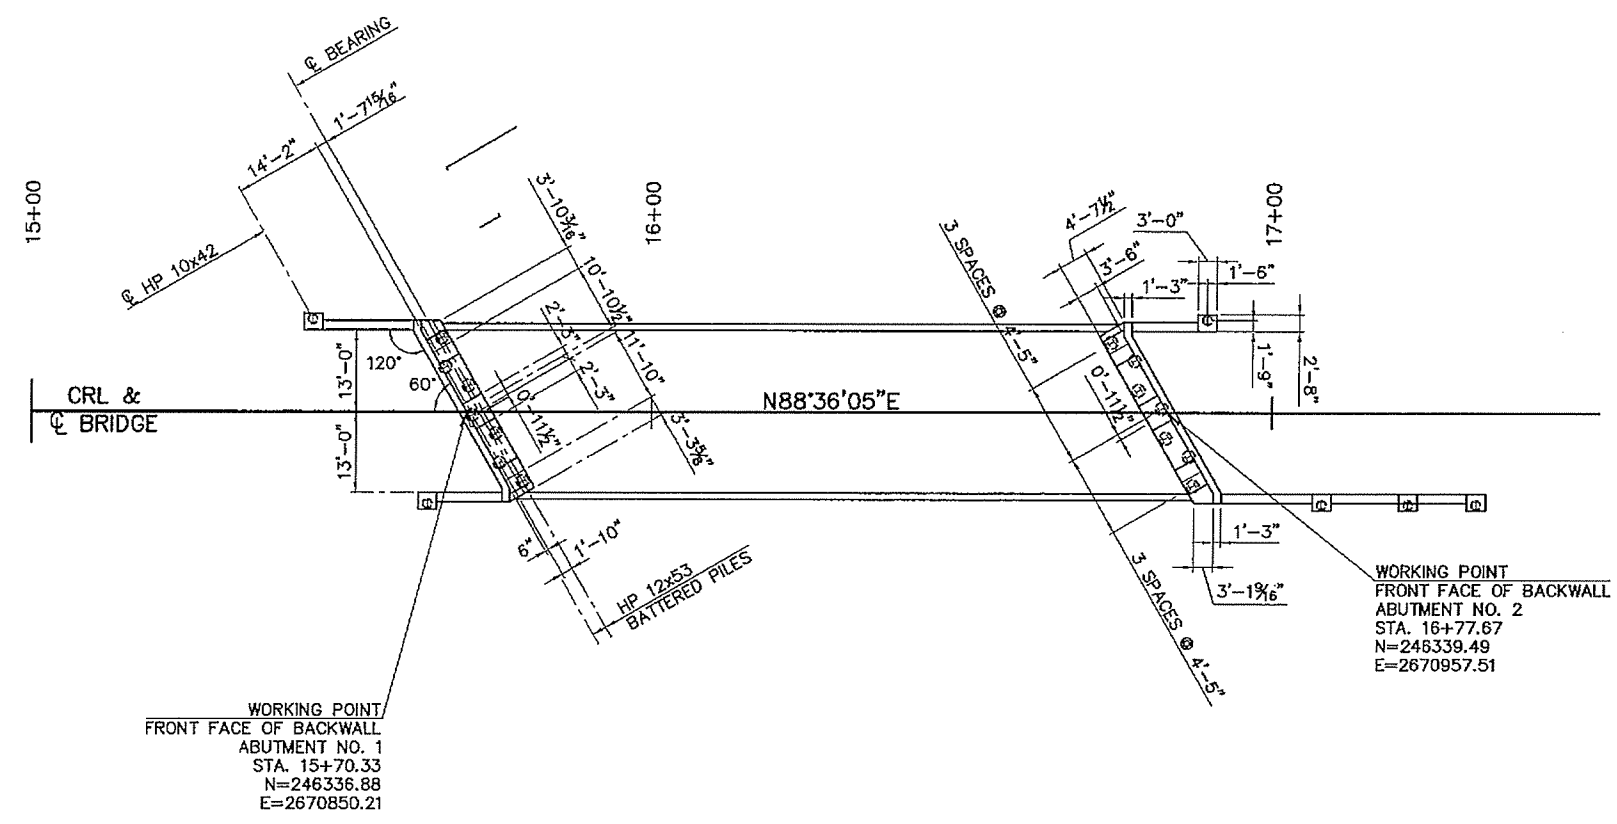 ℄ BEARING
1'-7 15/16"
14'-2"
℄ HP 10x42
15+00
16+00
17+00
3'-10 3/16"
10'-10 1/2"
2'-3"
11'-10"
2'-3"
0'-11 1/2"
3'-3 5/8"
120°
60°
13'-0"
13'-0"
CRL &
℄ BRIDGE
N88°36'05"E
3 SPACES @ 4'-5"
4'-7 1/2"
3'-0"
3'-6"
1'-6"
1'-3"
1'-9"
2'-8"
0'-11 1/2"
3 SPACES @ 4'-5"
1'-3"
3'-1 9/16"
6"
1'-10"
HP 12x53
BATTERED PILES
WORKING POINT
FRONT FACE OF BACKWALL
ABUTMENT NO. 2
STA. 16+77.67
N=246339.49
E=2670957.51
WORKING POINT
FRONT FACE OF BACKWALL
ABUTMENT NO. 1
STA. 15+70.33
N=246336.88
E=2670850.21